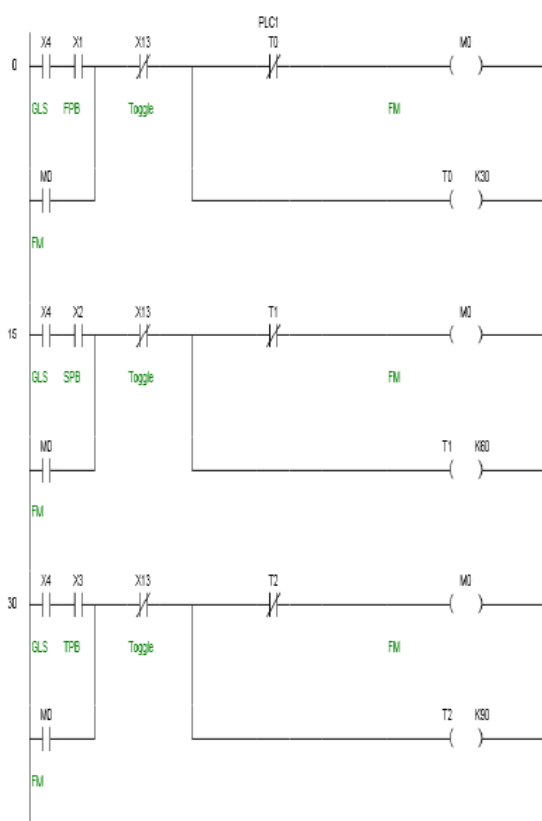 PLC1
X4 X1 X13 T0 M0
0
GLS FPB Toggle FM
M0 T0 K30
FM
X4 X2 X13 T1 M0
15
GLS SPB Toggle FM
M0 T1 K60
FM
X4 X3 X13 T2 M0
30
GLS TPB Toggle FM
M0 T2 K90
FM